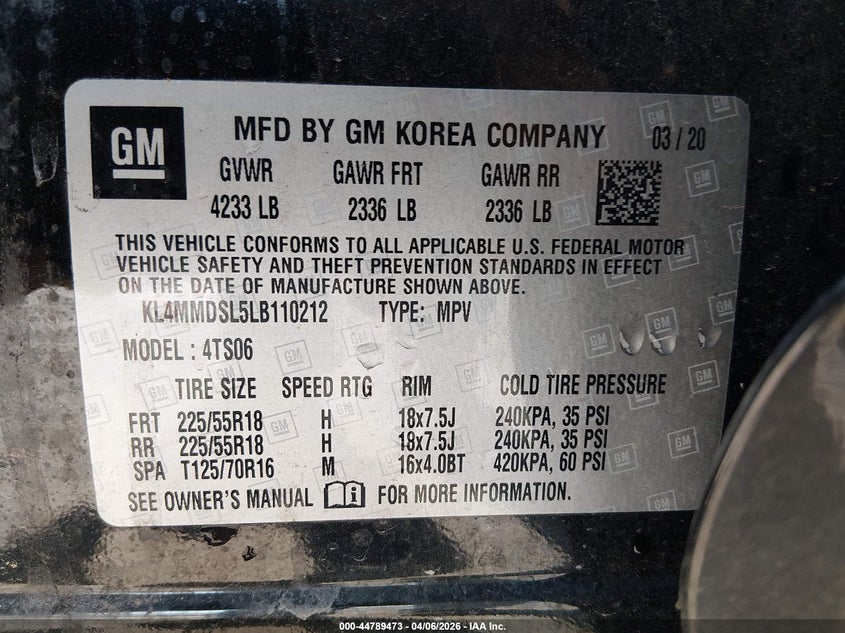 GM MFD BY GM KOREA COMPANY 03/20
GVWR GAWR FRT GAWR RR
4233 LB 2336 LB 2336 LB
THIS VEHICLE CONFORMS TO ALL APPLICABLE U.S. FEDERAL MOTOR
VEHICLE SAFETY AND THEFT PREVENTION STANDARDS IN EFFECT
ON THE DATE OF MANUFACTURE SHOWN ABOVE.
KL4MMDSL5LB110212 TYPE: MPV
MODEL : 4TS06
TIRE SIZE SPEED RTG RIM COLD TIRE PRESSURE
FRT 225/55R18 H 18x7.5J 240KPA, 35 PSI
RR 225/55R18 H 18x7.5J 240KPA, 35 PSI
SPA T125/70R16 M 16x4.0BT 420KPA, 60 PSI
SEE OWNER'S MANUAL FOR MORE INFORMATION.
000-44789473 - 04/06/2026 - IAA Inc.